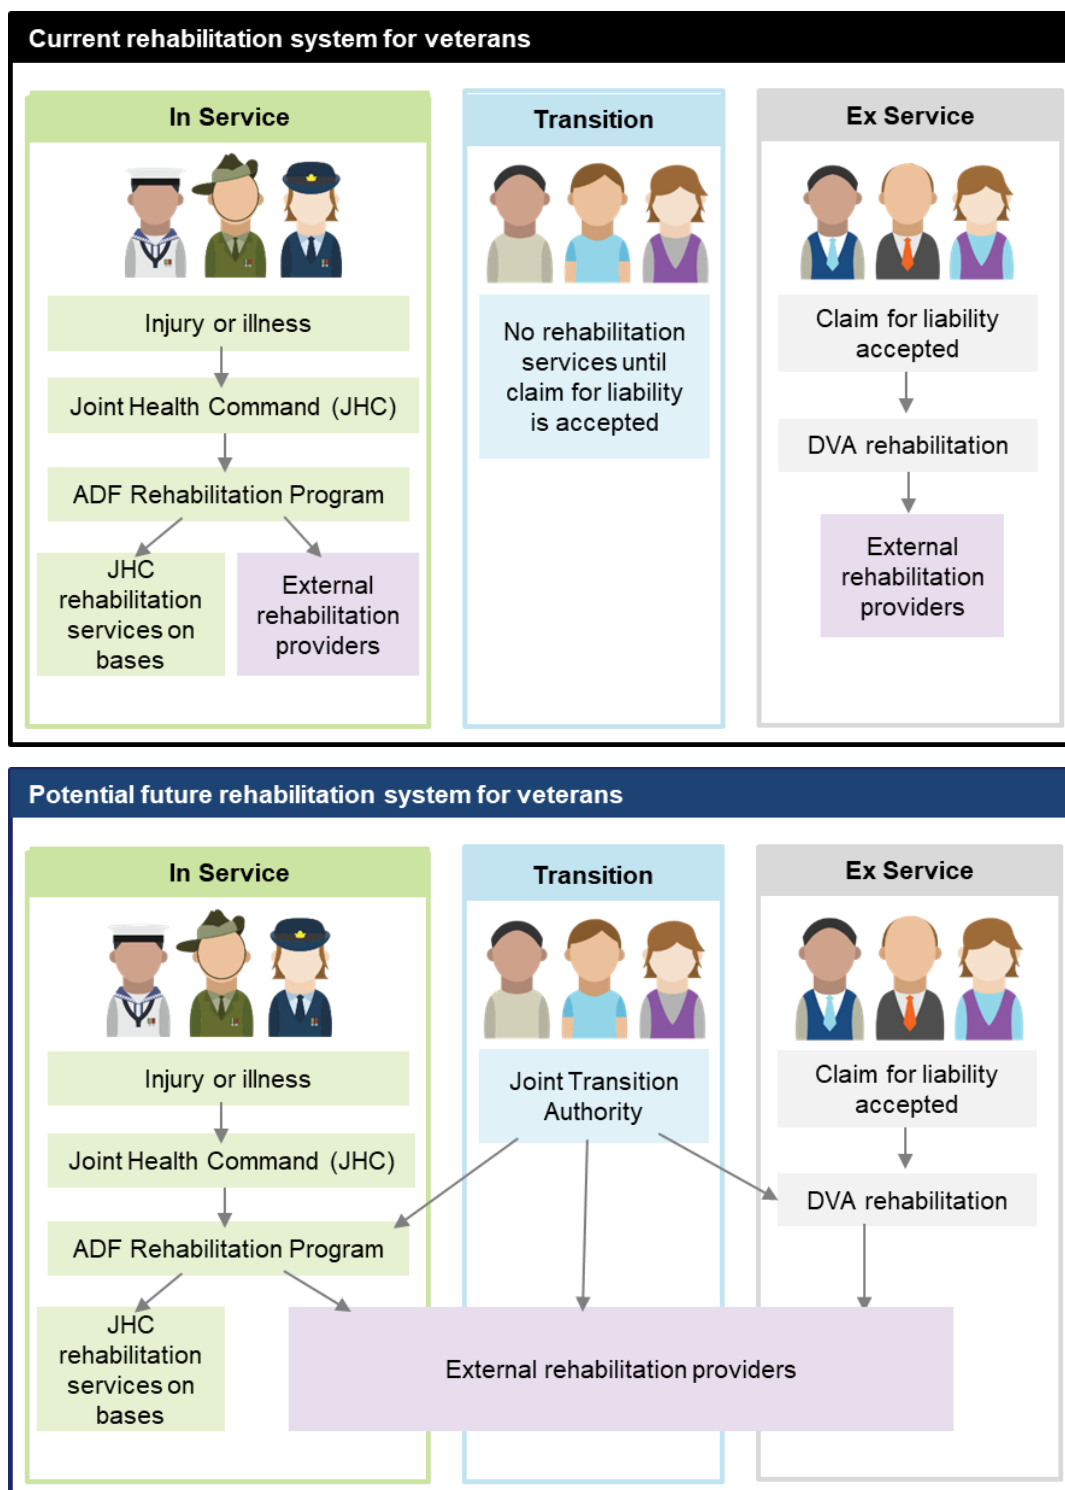 Current rehabilitation system for veterans
In Service
Injury or illness
Joint Health Command (JHC)
ADF Rehabilitation Program
JHC
rehabilitation
services on
bases
External
rehabilitation
providers
Transition
No rehabilitation
services until
claim for liability
is accepted
Ex Service
Claim for liability
accepted
DVA rehabilitation
External
rehabilitation
providers
Potential future rehabilitation system for veterans
In Service
Injury or illness
Joint Health Command (JHC)
ADF Rehabilitation Program
JHC
rehabilitation
services on
bases
Transition
Joint Transition
Authority
Ex Service
Claim for liability
accepted
DVA rehabilitation
External rehabilitation providers